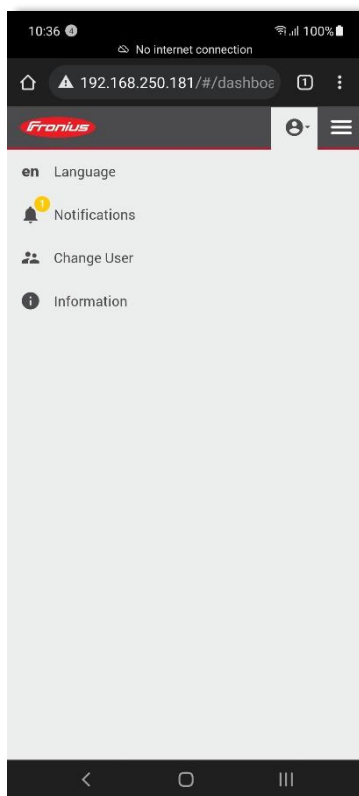 10:36 4 100%
No internet connection
192.168.250.181/#/dashboa 1
Fronius
en Language
1
Notifications
Change User
Information